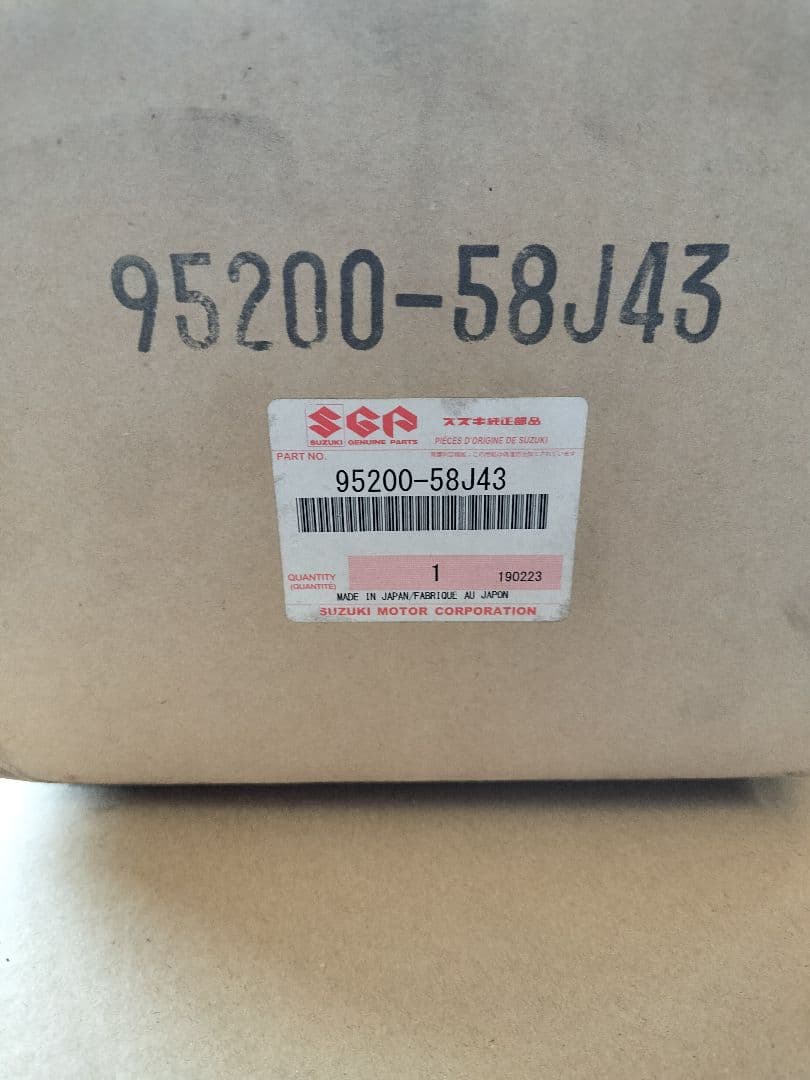 95200-58J43
SGP
SUZUKI GENUINE PARTS
スズキ純正部品
PIÈCES D'ORIGINE DE SUZUKI
PART NO.
95200-58J43
QUANTITY
(QUANTITÉ)
1
190223
MADE IN JAPAN/FABRIQUE AU JAPON
SUZUKI MOTOR CORPORATION